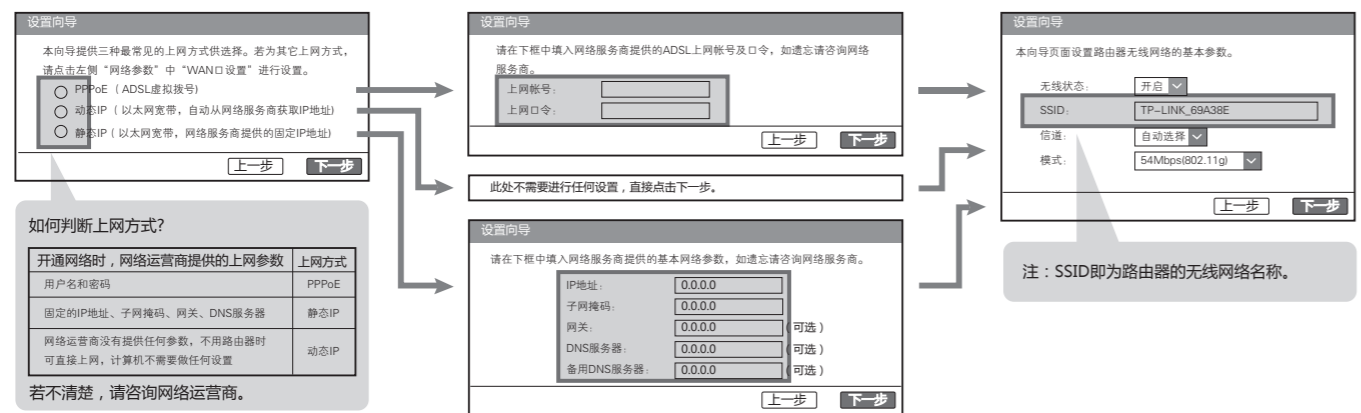 设置向导
本向导提供三种最常见的上网方式供选择。若为其它上网方式，
请点击左侧“网络参数”中“WAN口设置”进行设置。
PPPoE（ADSL虚拟拨号)
动态IP（以太网宽带，自动从网络服务商获取IP地址)
静态IP（以太网宽带，网络服务商提供的固定IP地址)
上一步 下一步
如何判断上网方式?
开通网络时，网络运营商提供的上网参数 上网方式
用户名和密码 PPPoE
固定的IP地址、子网掩码、网关、DNS服务器 静态IP
网络运营商没有提供任何参数，不用路由器时
可直接上网，计算机不需要做任何设置 动态IP
若不清楚，请咨询网络运营商。
设置向导
请在下框中填入网络服务商提供的ADSL上网帐号及口令，如遗忘请咨询网络
服务商。
上网帐号：
上网口令：
上一步 下一步
此处不需要进行任何设置，直接点击下一步。
设置向导
请在下框中填入网络服务商提供的基本网络参数，如遗忘请咨询网络服务商。
IP地址： 0.0.0.0
子网掩码： 0.0.0.0
网关： 0.0.0.0 (可选）
DNS服务器： 0.0.0.0 (可选）
备用DNS服务器： 0.0.0.0 (可选）
上一步 下一步
设置向导
本向导页面设置路由器无线网络的基本参数。
无线状态： 开启
SSID： TP-LINK_69A38E
信道： 自动选择
模式： 54Mbps(802.11g)
上一步 下一步
注：SSID即为路由器的无线网络名称。